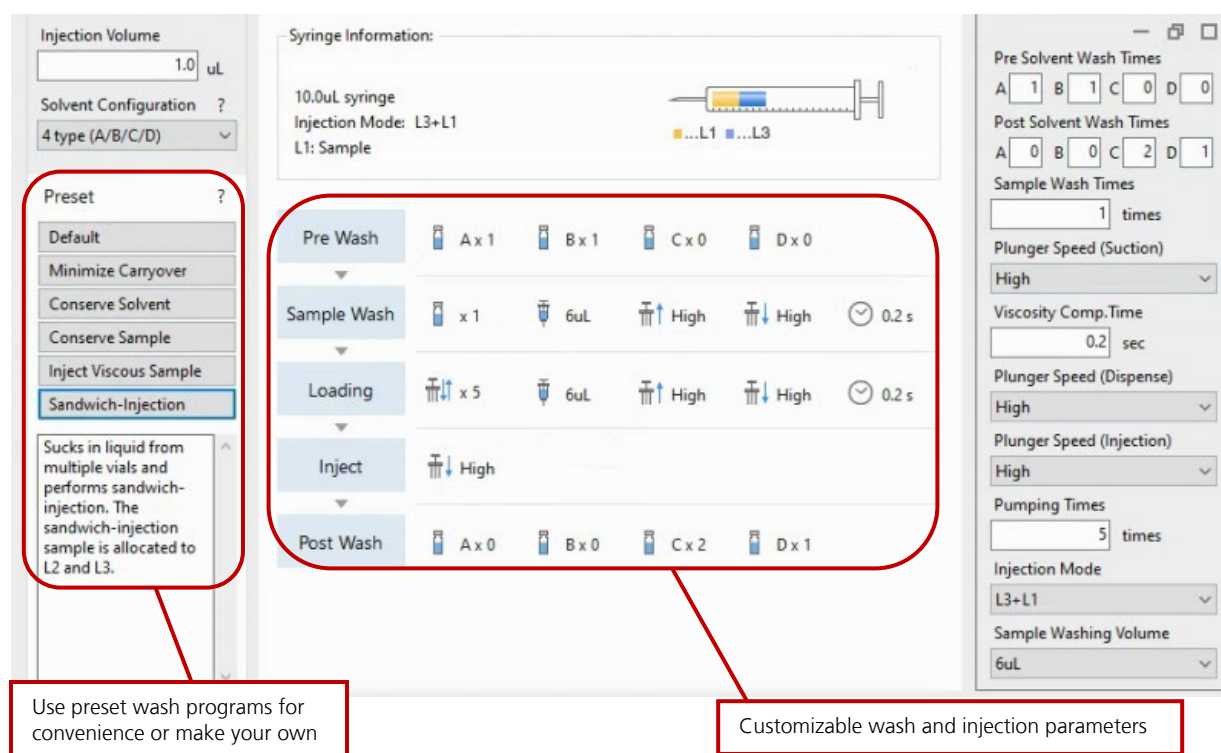 Injection Volume
1.0 uL
Solvent Configuration ?
4 type (A/B/C/D)
Preset ?
Default
Minimize Carryover
Conserve Solvent
Conserve Sample
Inject Viscous Sample
Sandwich-Injection
Sucks in liquid from
multiple vials and
performs sandwich-
injection. The
sandwich-injection
sample is allocated to
L2 and L3.
Use preset wash programs for
convenience or make your own
Syringe Information:
10.0uL syringe
Injection Mode: L3+L1
L1: Sample
...L1 ...L3
Pre Wash A x 1 B x 1 C x 0 D x 0
Sample Wash x 1 6uL High High 0.2 s
Loading x 5 6uL High High 0.2 s
Inject High
Post Wash A x 0 B x 0 C x 2 D x 1
Customizable wash and injection parameters
Pre Solvent Wash Times
A 1 B 1 C 0 D 0
Post Solvent Wash Times
A 0 B 0 C 2 D 1
Sample Wash Times
1 times
Plunger Speed (Suction)
High
Viscosity Comp.Time
0.2 sec
Plunger Speed (Dispense)
High
Plunger Speed (Injection)
High
Pumping Times
5 times
Injection Mode
L3+L1
Sample Washing Volume
6uL